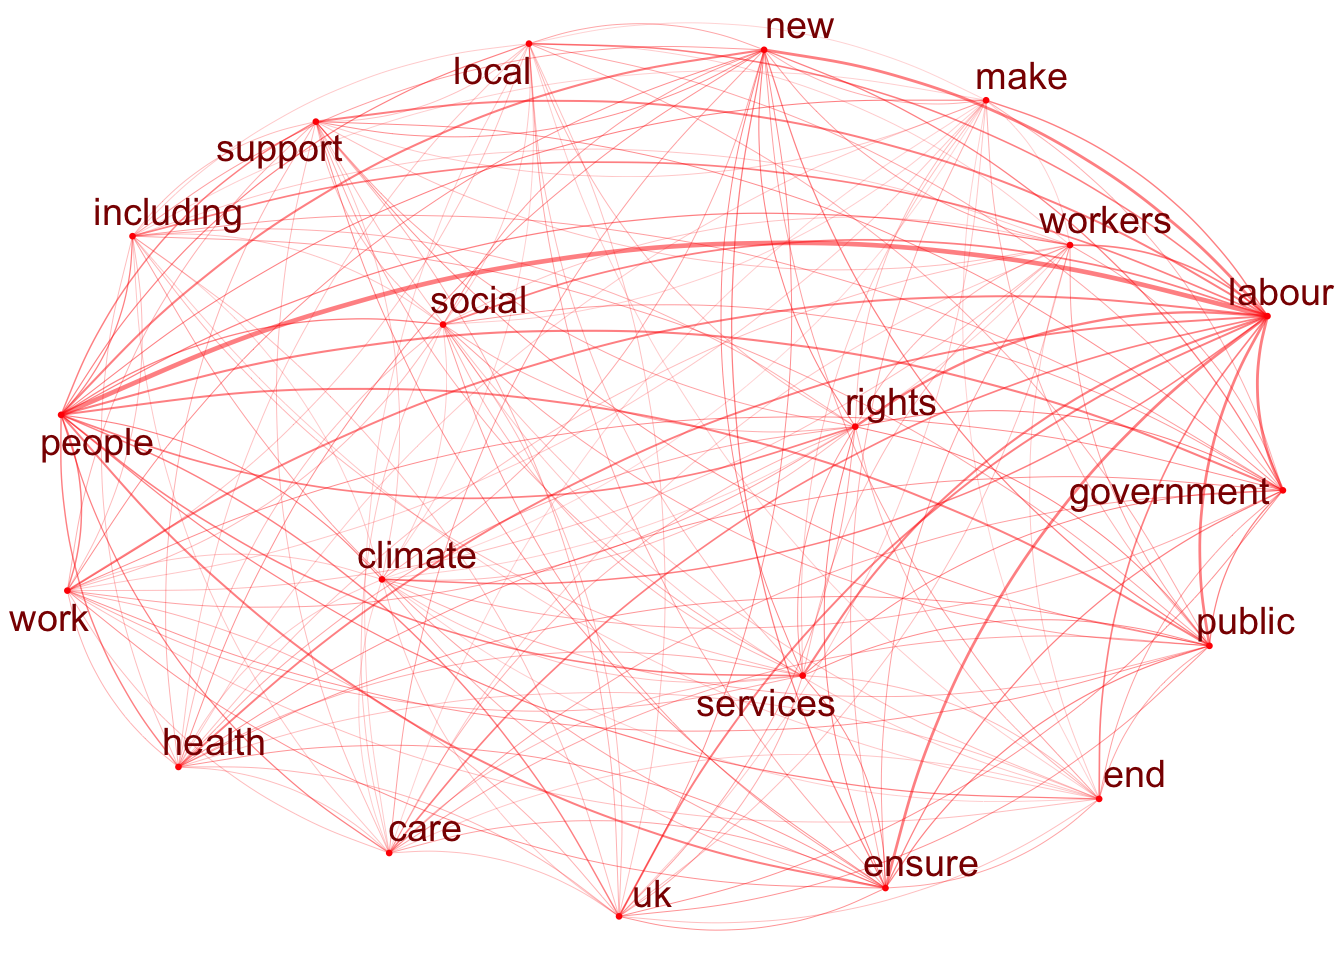 new
local
make
support
including
workers
social
labour
rights
people
government
climate
work
public
services
health
end
care
ensure
uk